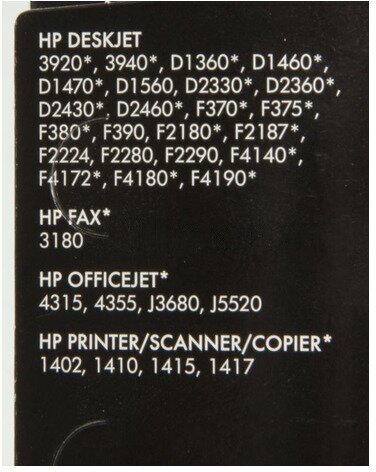 HP DESKJET
3920*, 3940*, D1360*, D1460*,
D1470*, D1560, D2330*, D2360*,
D2430*, D2460*, F370*, F375*,
F380*, F390, F2180*, F2187*,
F2224, F2280, F2290, F4140*,
F4172*, F4180*, F4190*
HP FAX*
3180
HP OFFICEJET*
4315, 4355, J3680, J5520
HP PRINTER/SCANNER/COPIER*
1402, 1410, 1415, 1417